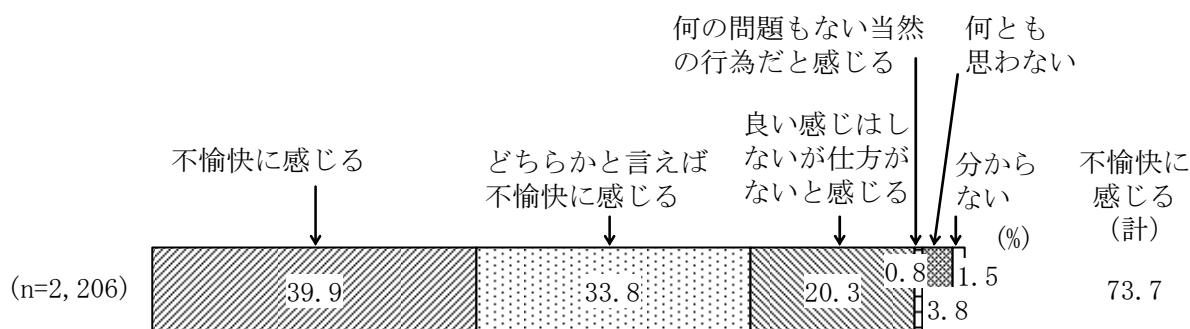 何の問題もない当然
の行為だと感じる
何とも
思わない
不愉快に感じる
どちらかと言えば
不愉快に感じる
良い感じはし
ないが仕方が
ないと感じる
分から
ない
不愉快に
感じる
（計）
(%)
(n=2,206)
39.9
33.8
20.3
0.8
3.8
1.5
73.7